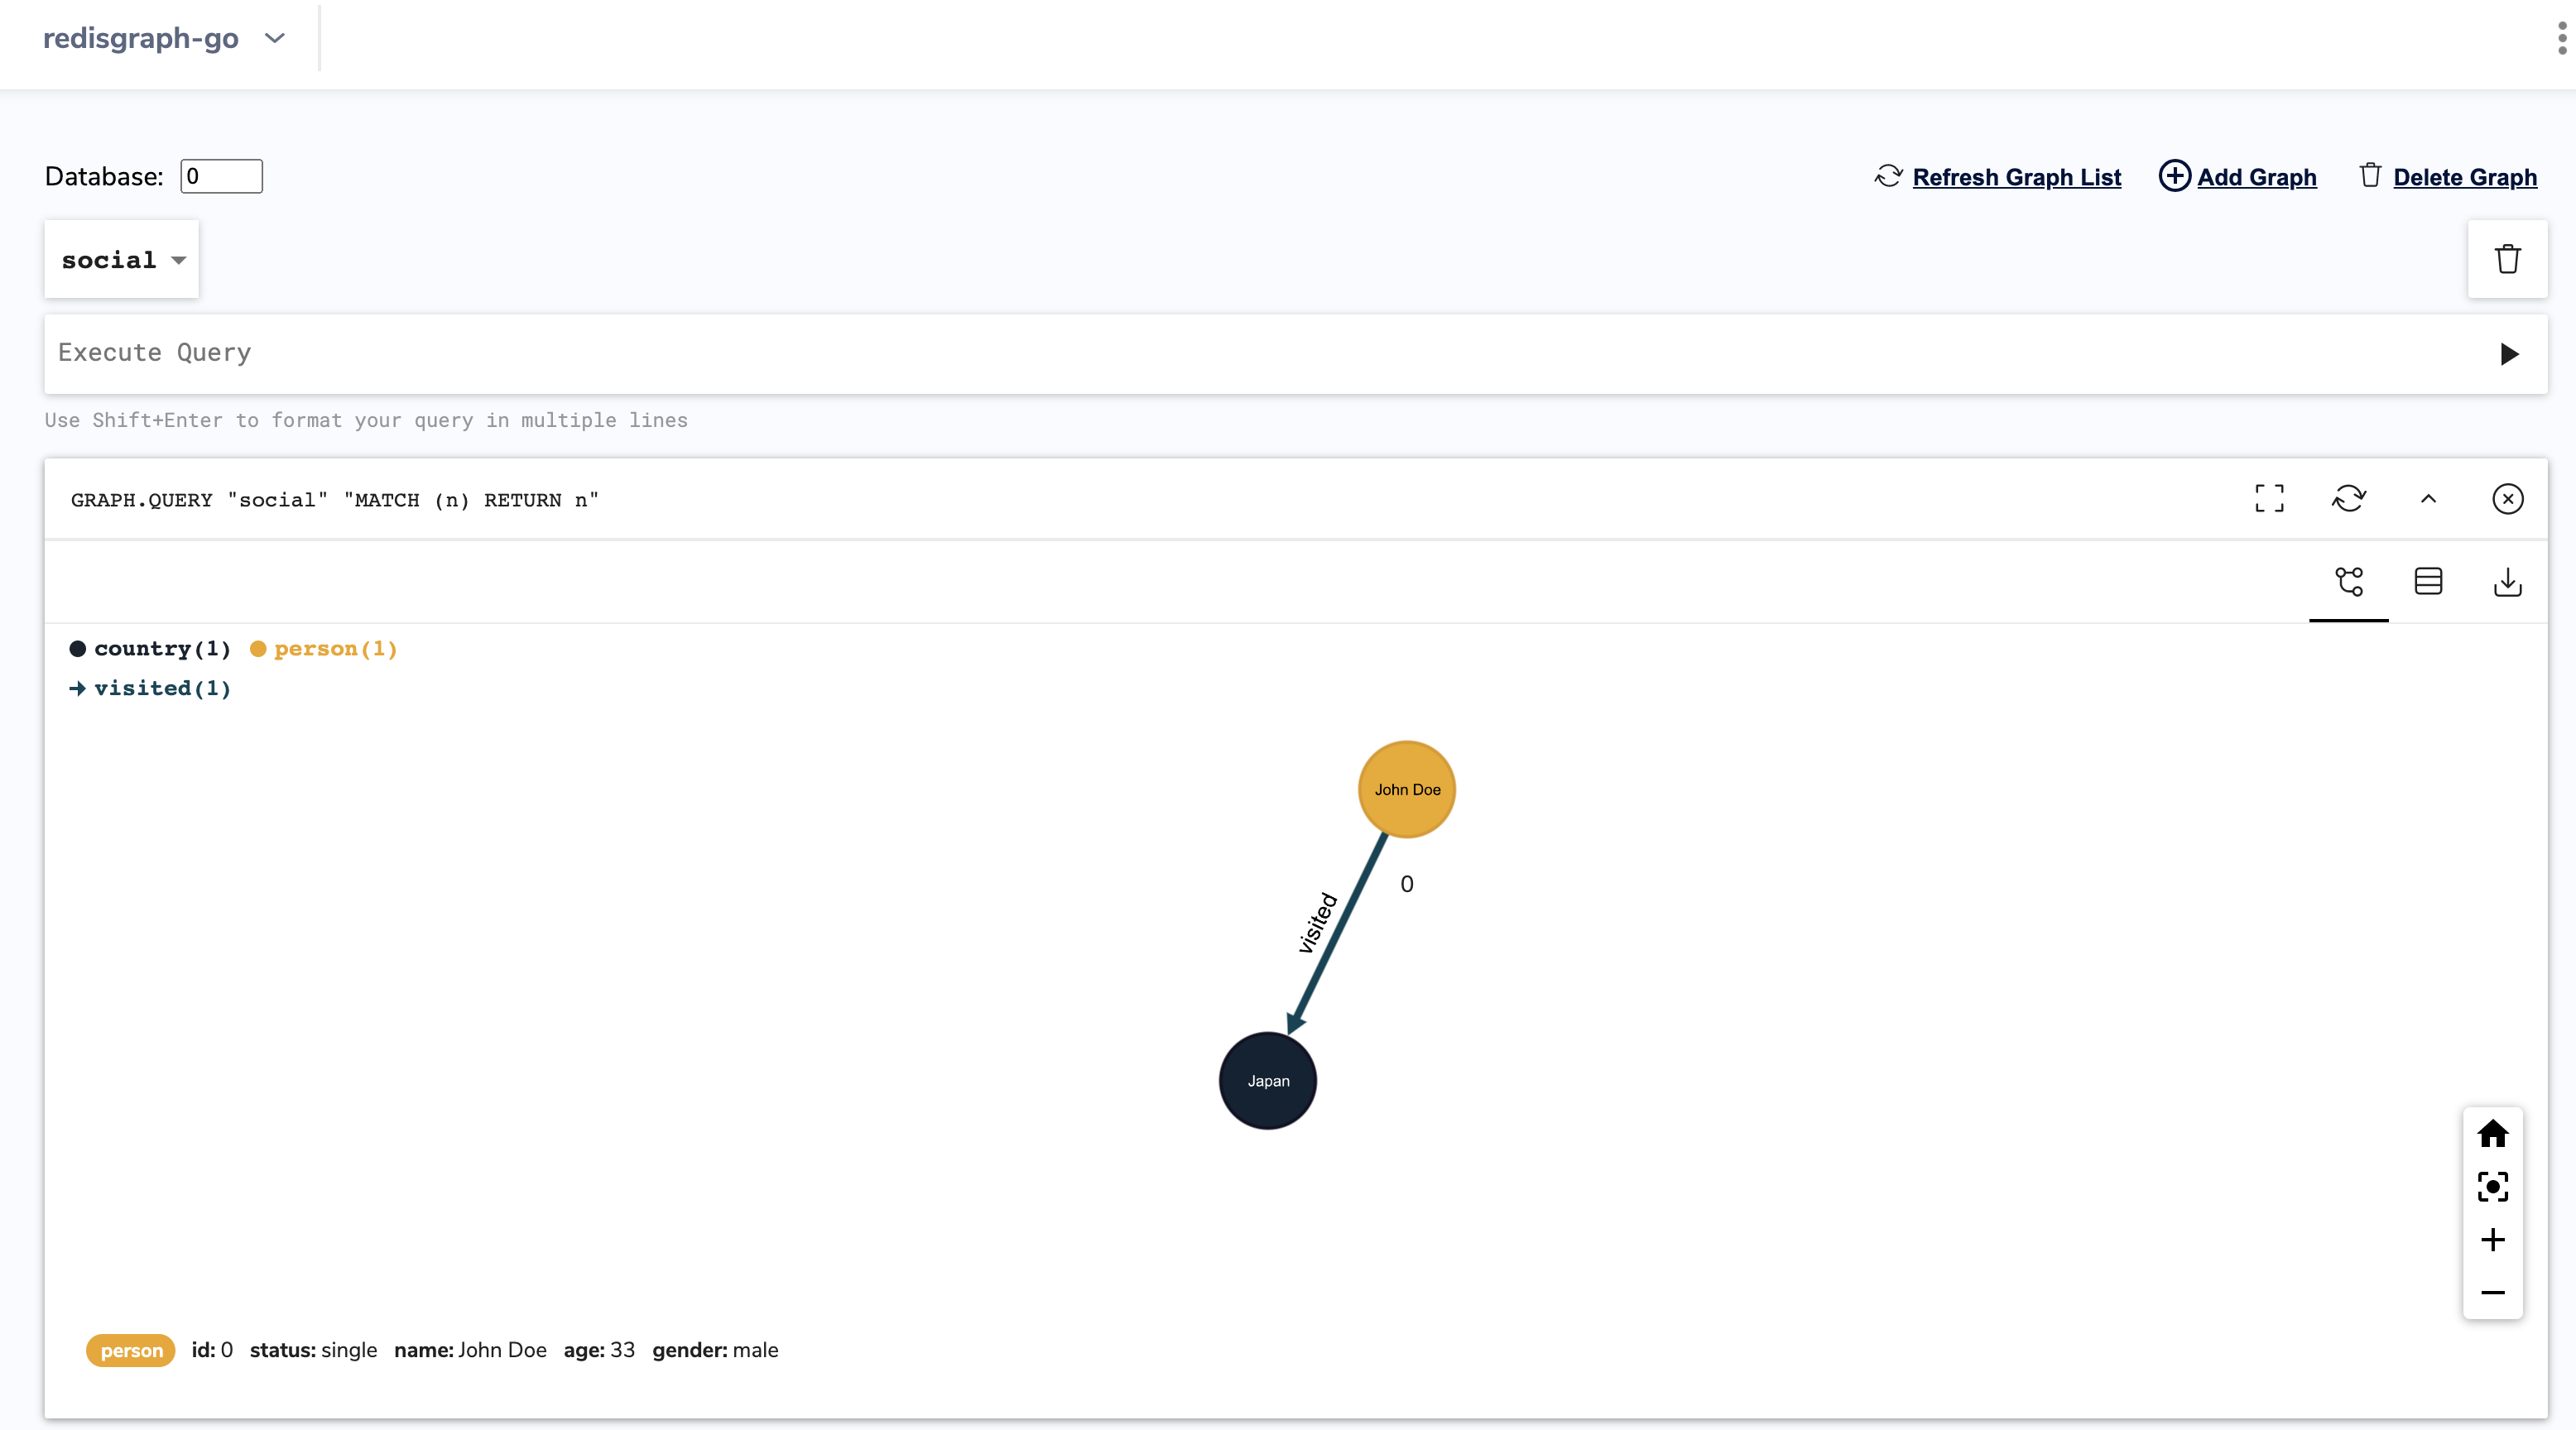 redisgraph-go
Database: 0
Refresh Graph List
Add Graph
Delete Graph
social
Execute Query
Use Shift+Enter to format your query in multiple lines
GRAPH.QUERY "social" "MATCH (n) RETURN n"
country(1) person(1)
visited(1)
John Doe
0
visited
Japan
person id: 0 status: single name: John Doe age: 33 gender: male